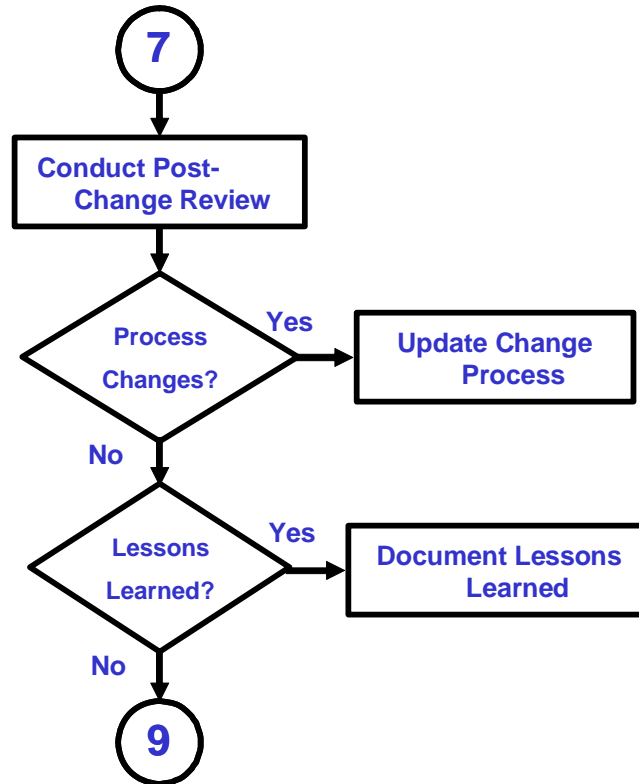 7
Conduct Post-
Change Review
Process
Changes?
Yes
Update Change
Process
No
Lessons
Learned?
Yes
Document Lessons
Learned
No
9